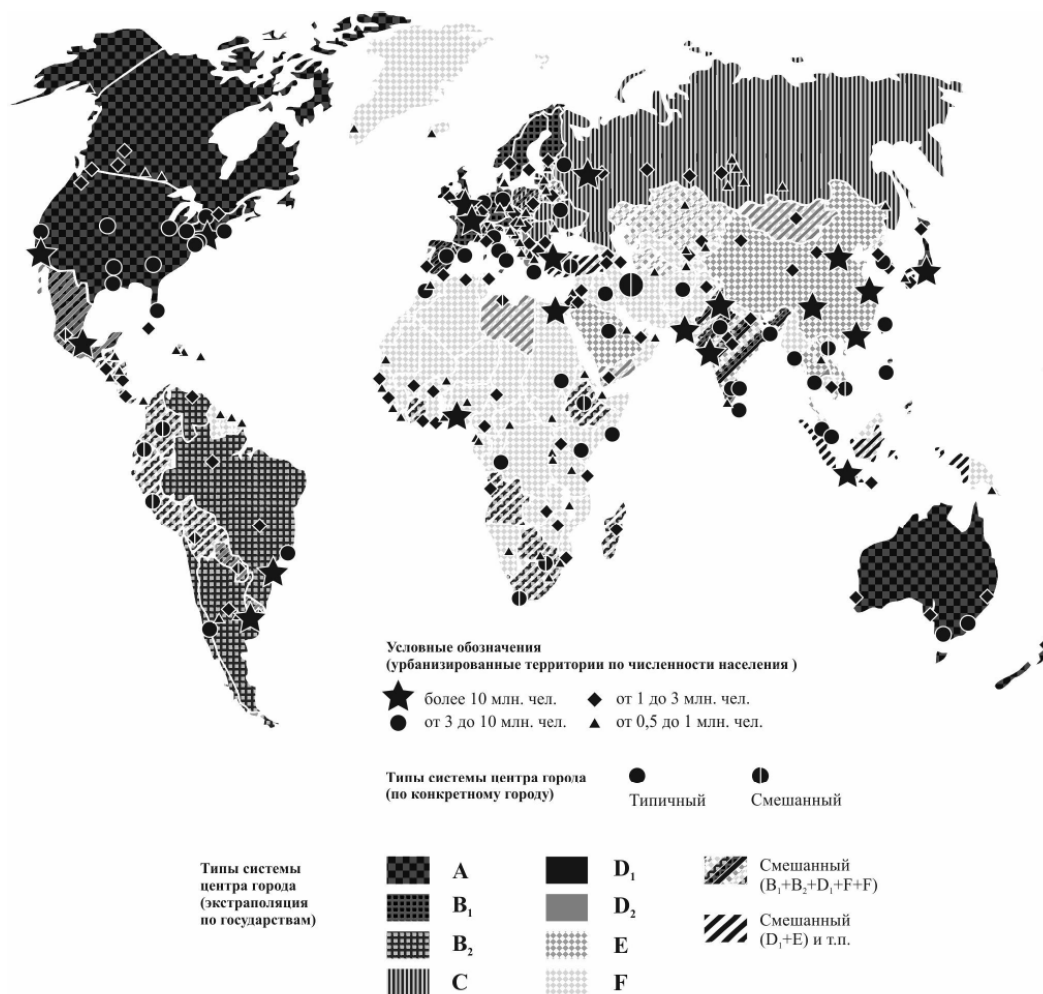 Условные обозначения
(урбанизированные территории по численности населения )
более 10 млн. чел.
от 1 до 3 млн. чел.
от 3 до 10 млн. чел.
от 0,5 до 1 млн. чел.
Типы системы центра города
(по конкретному городу)
Типичный
Смешанный
Типы системы
центра города
(экстраполяция
по государствам)
A
B₁
B₂
C
D₁
D₂
E
F
Смешанный
(B₁+B₂+D₁+F+F)
Смешанный
(D₁+E) и т.п.